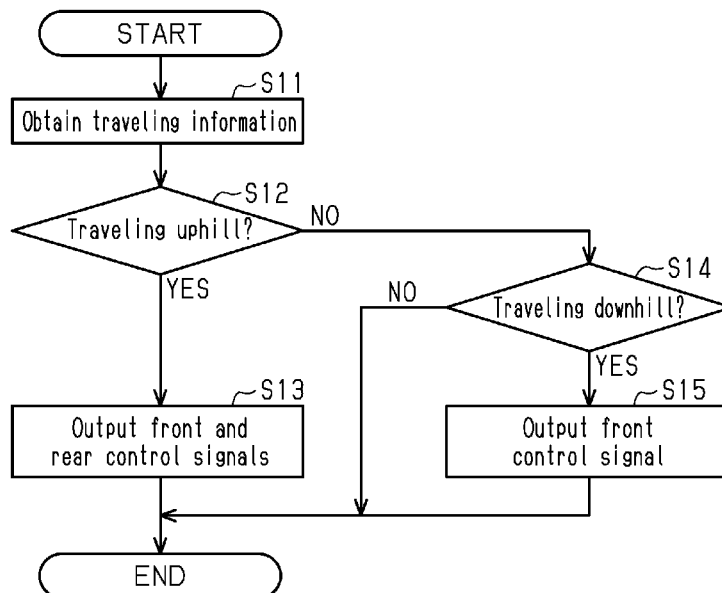 START
S11
Obtain traveling information
S12
Traveling uphill?
NO
YES
S14
Traveling downhill?
NO
YES
S13
Output front and
rear control signals
S15
Output front
control signal
END